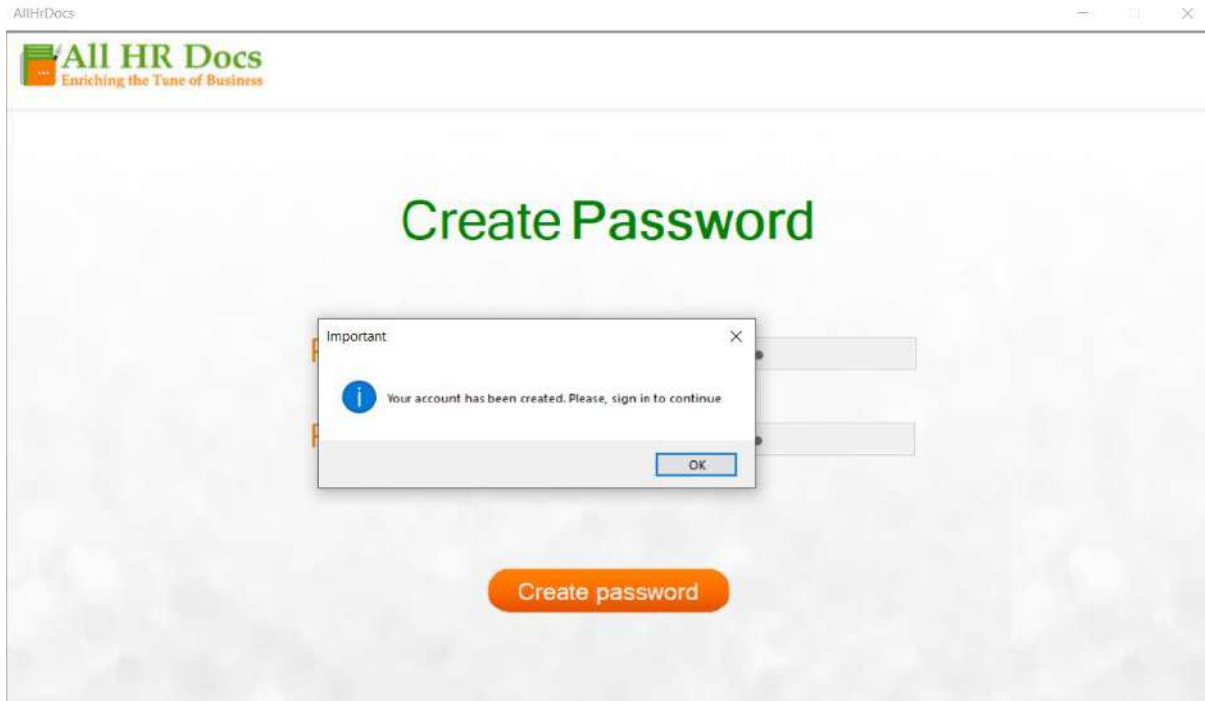 AllHrDocs
All HR Docs
Enriching the Tune of Business
Create Password
Important
Your account has been created. Please, sign in to continue
OK
Create password